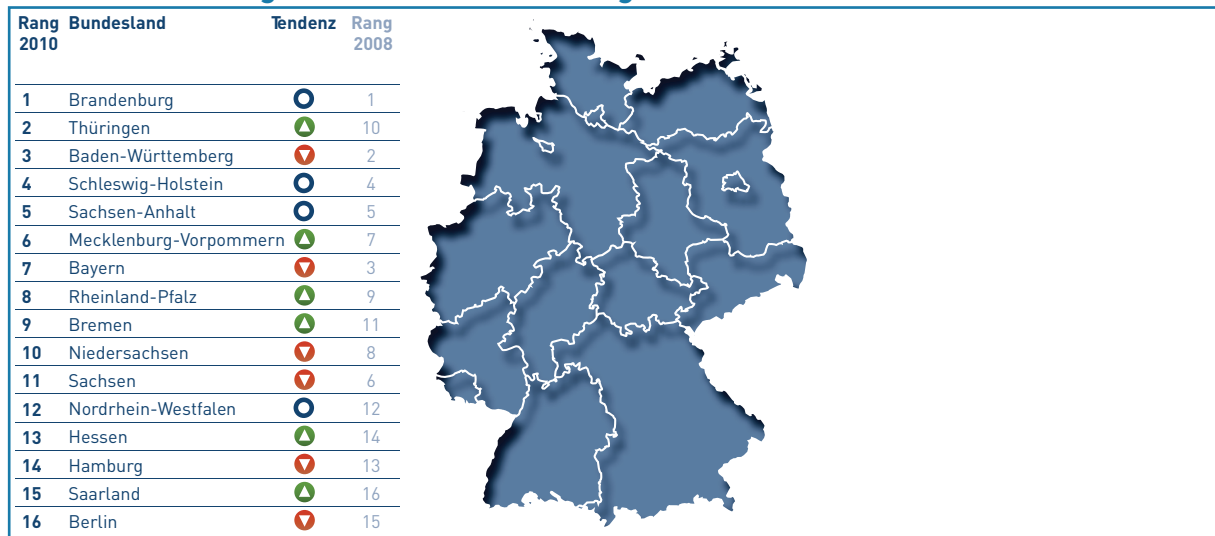 Rang Bundesland Tendenz Rang
2010 2008
1 Brandenburg 1
2 Thüringen 10
3 Baden-Württemberg 2
4 Schleswig-Holstein 4
5 Sachsen-Anhalt 5
6 Mecklenburg-Vorpommern 7
7 Bayern 3
8 Rheinland-Pfalz 9
9 Bremen 11
10 Niedersachsen 8
11 Sachsen 6
12 Nordrhein-Westfalen 12
13 Hessen 14
14 Hamburg 13
15 Saarland 16
16 Berlin 15